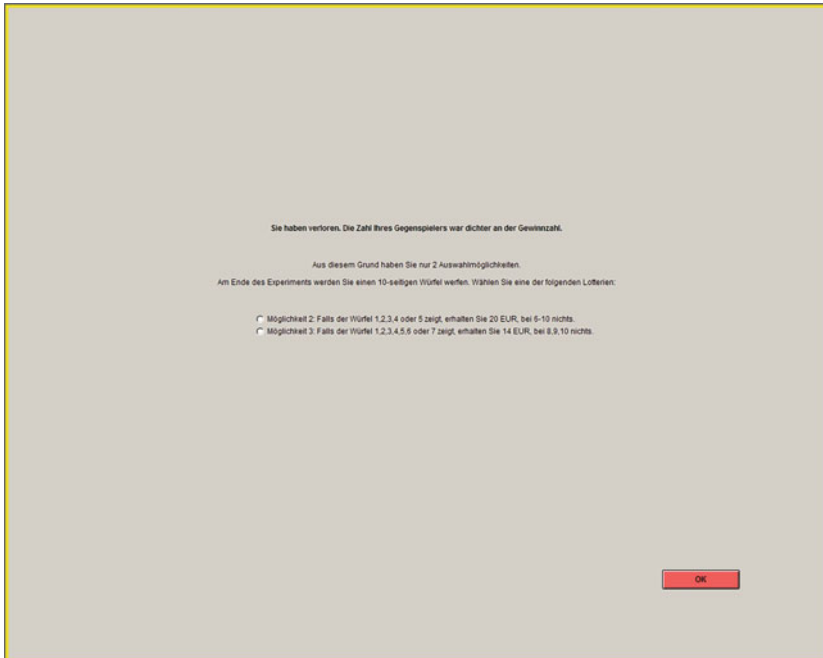 Sie haben verloren. Die Zahl Ihres Gegenspielers war dichter an der Gewinnzahl.
Aus diesem Grund haben Sie nur 2 Auswahlmöglichkeiten.
Am Ende des Experiments werden Sie einen 10-seitigen Würfel werfen. Wählen Sie eine der folgenden Lotterien:
Möglichkeit 2: Falls der Würfel 1,2,3,4 oder 5 zeigt, erhalten Sie 20 EUR, bei 6-10 nichts.
Möglichkeit 3: Falls der Würfel 1,2,3,4,5,6 oder 7 zeigt, erhalten Sie 14 EUR, bei 8,9,10 nichts.
OK